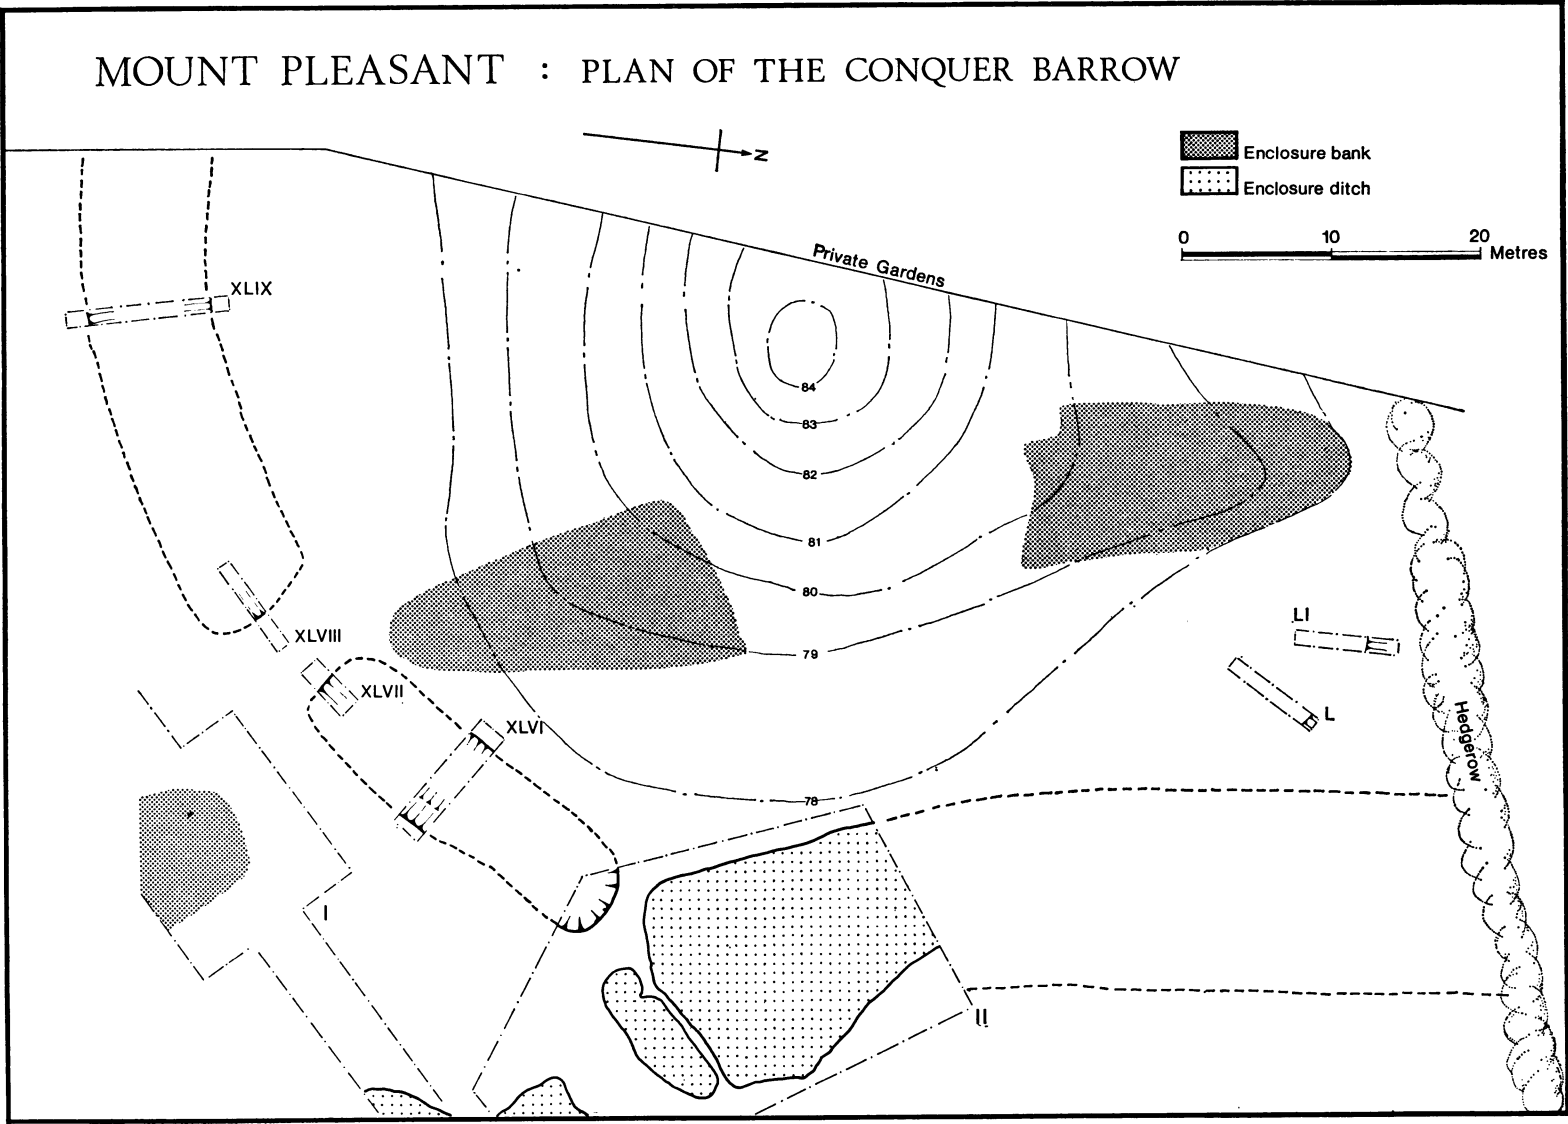 MOUNT PLEASANT : PLAN OF THE CONQUER BARROW
N
Enclosure bank
Enclosure ditch
0 10 20
Metres
Private Gardens
XLIX
84
83
82
81
80
79
78
XLVIII
XLVII
XLVI
LI
L
Hedgerow
I
II